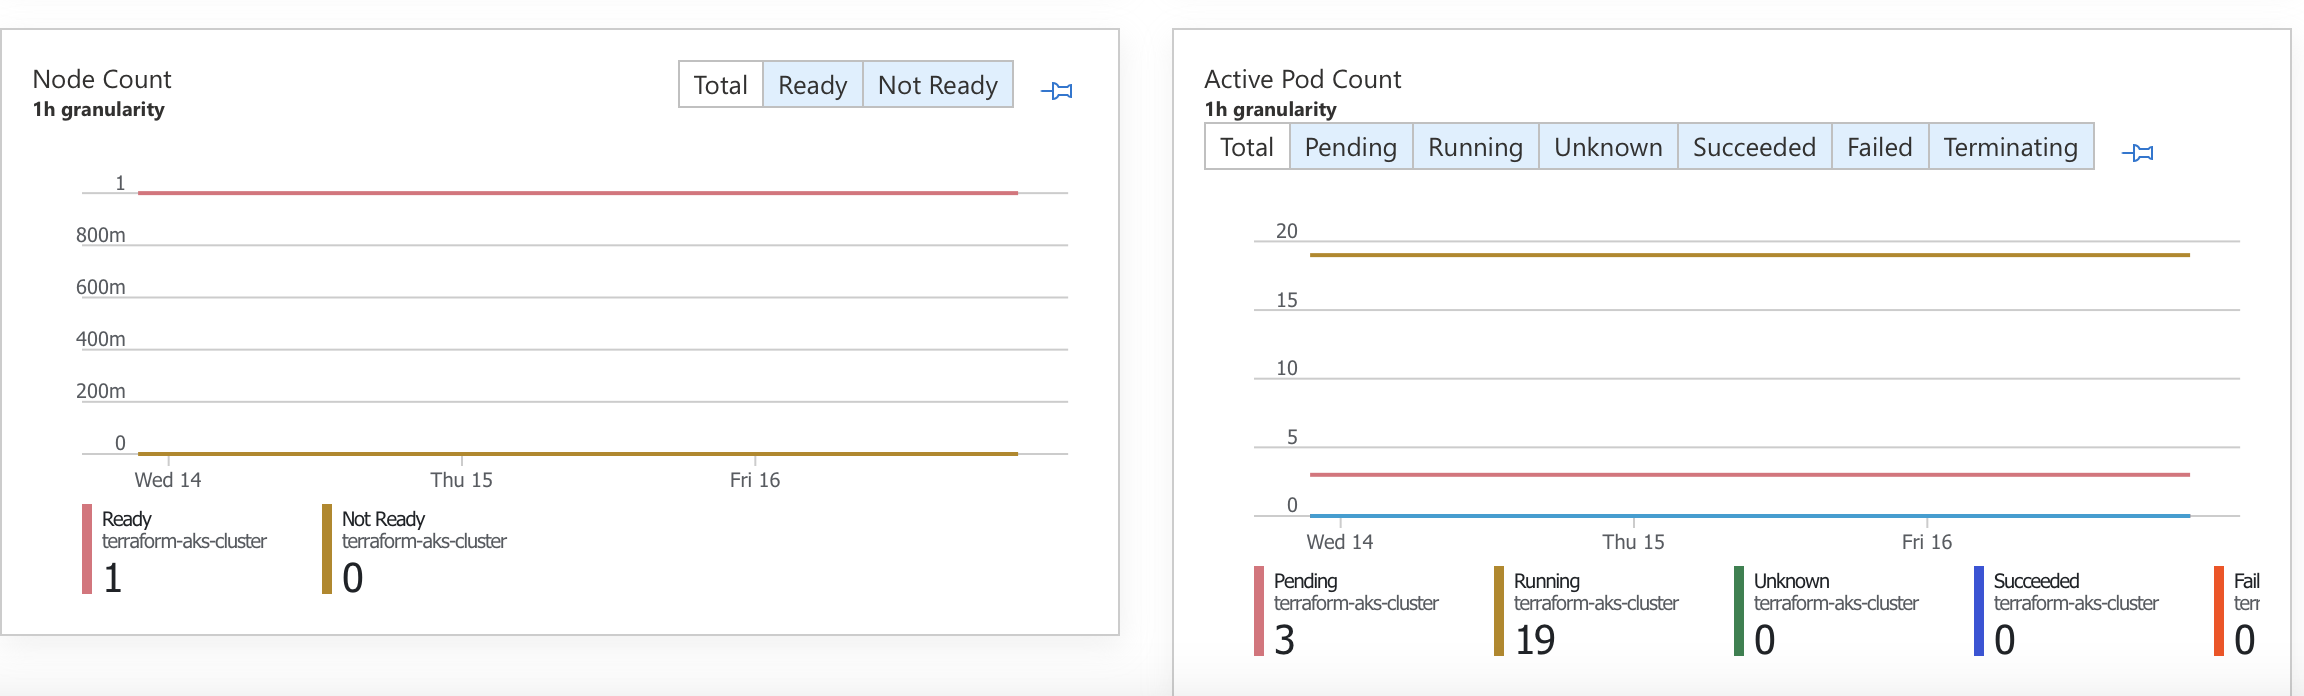 Node Count
1h granularity
Total Ready Not Ready
1
800m
600m
400m
200m
0
Wed 14 Thu 15 Fri 16
Ready
terraform-aks-cluster
1
Not Ready
terraform-aks-cluster
0
Active Pod Count
1h granularity
Total Pending Running Unknown Succeeded Failed Terminating
20
15
10
5
0
Wed 14 Thu 15 Fri 16
Pending
terraform-aks-cluster
3
Running
terraform-aks-cluster
19
Unknown
terraform-aks-cluster
0
Succeeded
terraform-aks-cluster
0
Fail
terr
0